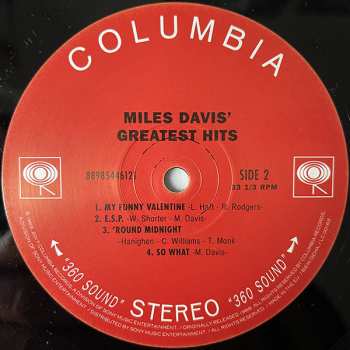 COLUMBIA
MILES DAVIS'
GREATEST HITS
88985446121
SIDE 2
33 1/3 RPM
1. MY FUNNY VALENTINE -L. Hart - R. Rodgers-
2. E.S.P. -W. Shorter - M. Davis-
3. 'ROUND MIDNIGHT
-Hanighen - C. Williams - T. Monk
4. SO WHAT -M. Davis-
"360 SOUND" STEREO "360 SOUND"